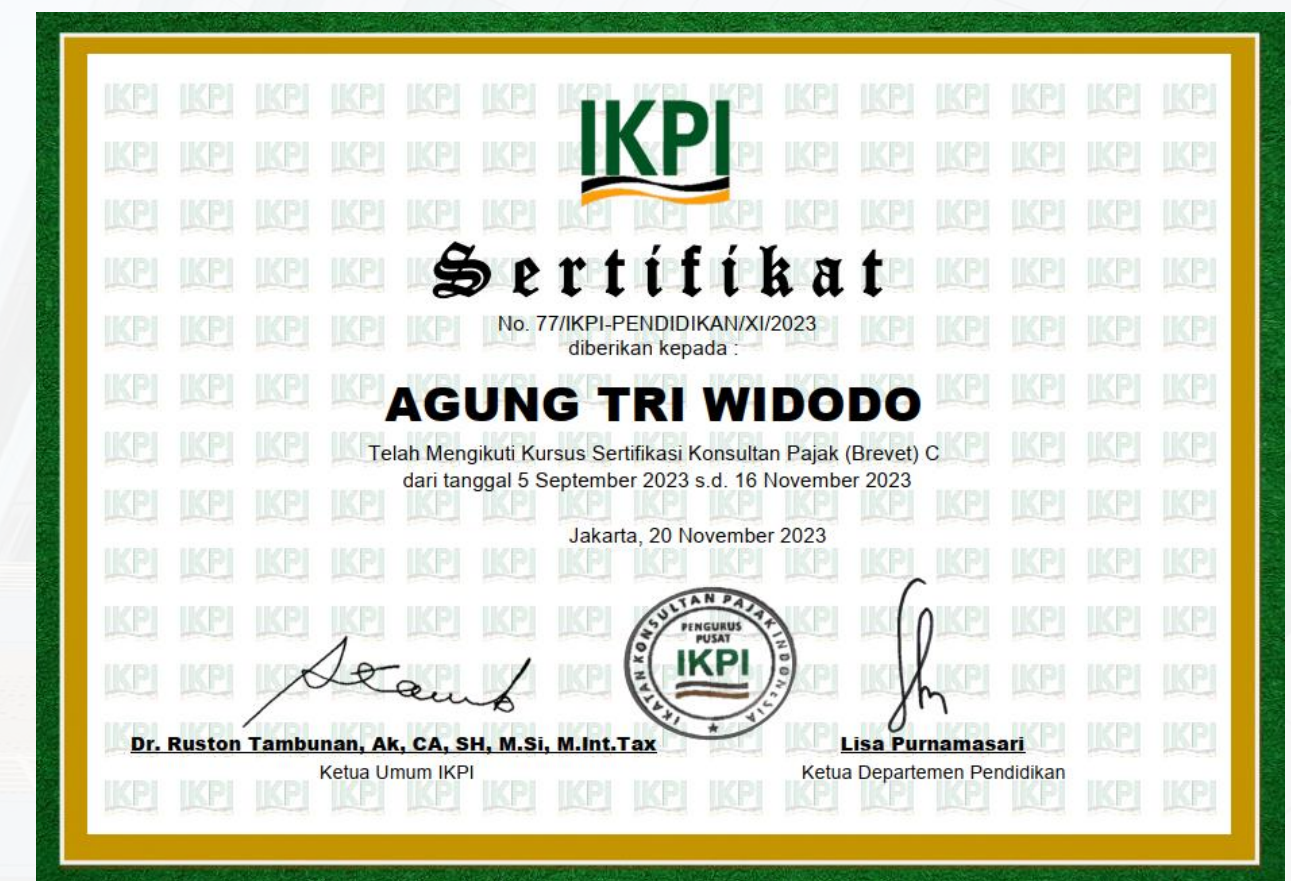 IKPI
Sertifikat
No. 77/IKPI-PENDIDIKAN/XI/2023
diberikan kepada :
AGUNG TRI WIDODO
Telah Mengikuti Kursus Sertifikasi Konsultan Pajak (Brevet) C
dari tanggal 5 September 2023 s.d. 16 November 2023
Jakarta, 20 November 2023
IKATAN KONSULTAN PAJAK INDONESIA
PENGURUS
PUSAT
IKPI
Dr. Ruston Tambunan, Ak, CA, SH, M.Si, M.Int.Tax
Ketua Umum IKPI
Lisa Purnamasari
Ketua Departemen Pendidikan